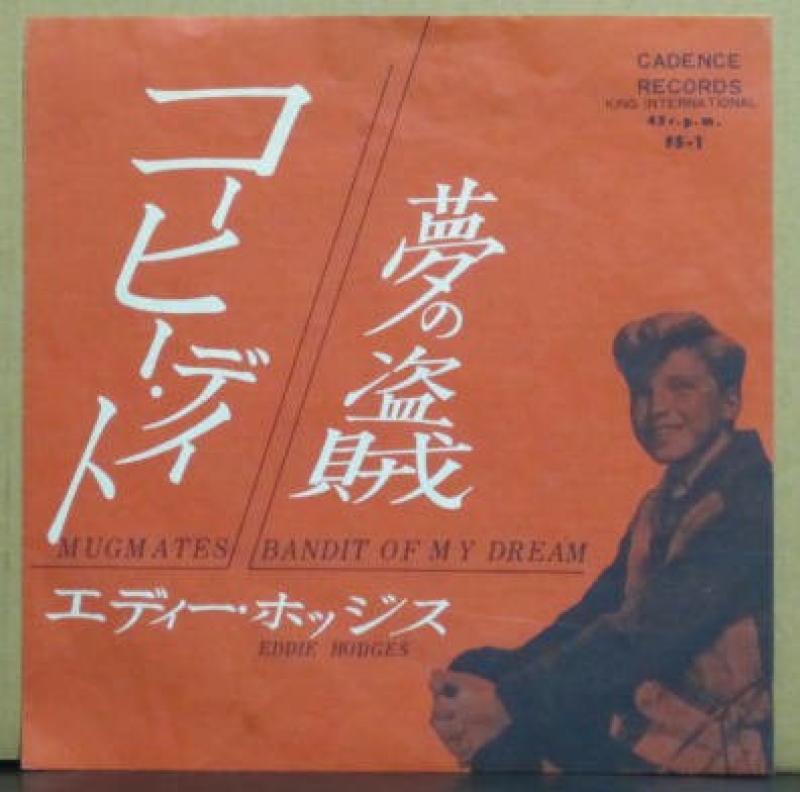 CADENCE
RECORDS
KING INTERNATIONAL
45 r.p.m.
コーヒー・デイト
夢の盗賊
MUGMATES
BANDIT OF MY DREAM
エディー・ホッジス
EDDIE HODGES